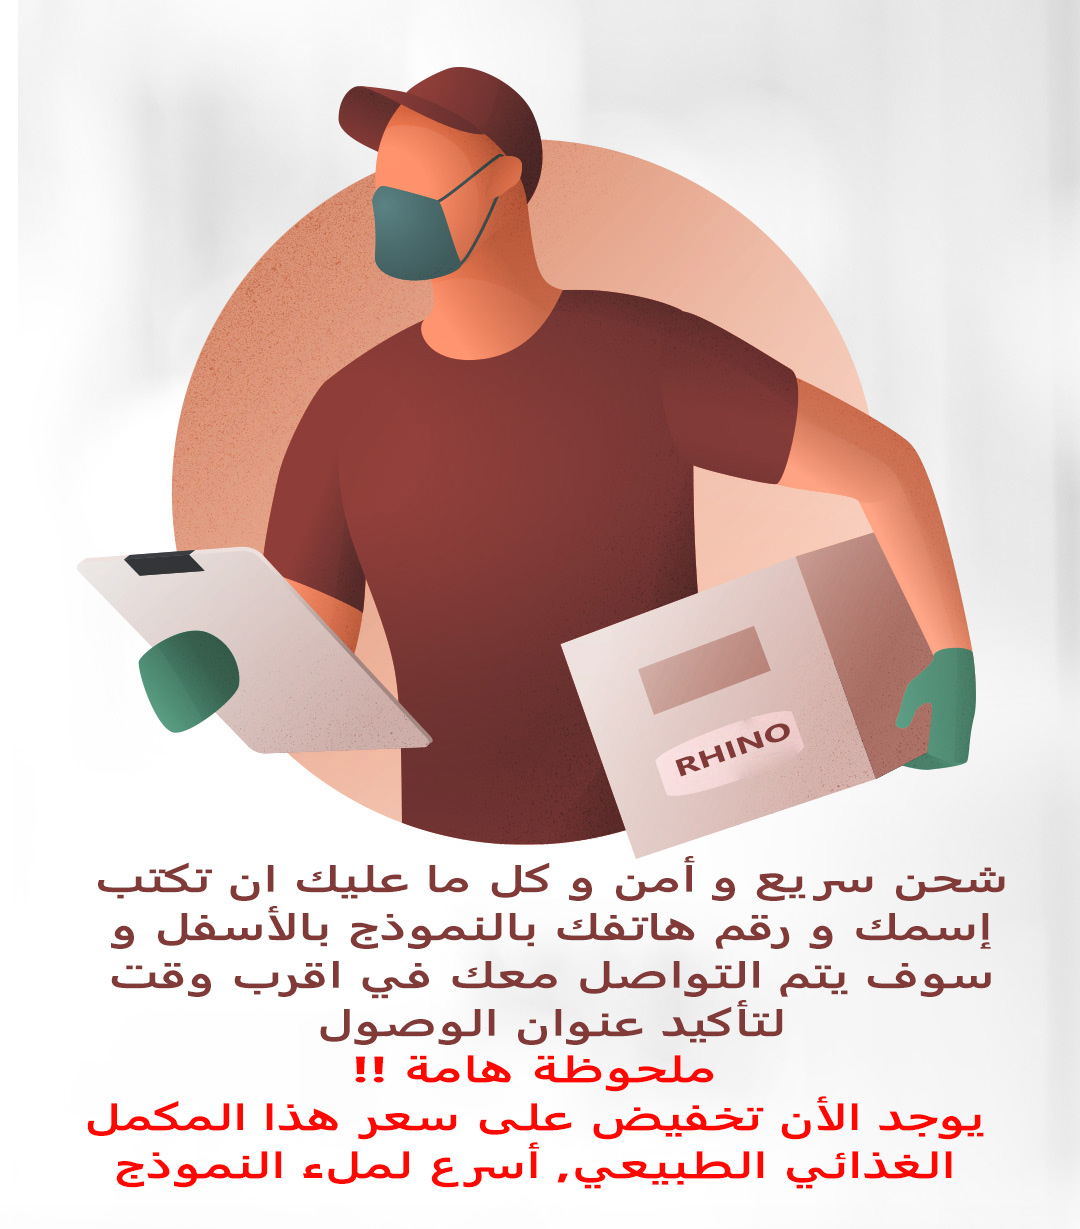 RHINO
شحن سريع و أمن و كل ما عليك ان تكتب
إسمك و رقم هاتفك بالنموذج بالأسفل و
سوف يتم التواصل معك في اقرب وقت
لتأكيد عنوان الوصول
ملحوظة هامة !!
يوجد الأن تخفيض على سعر هذا المكمل
الغذائي الطبيعي, أسرع لملء النموذج